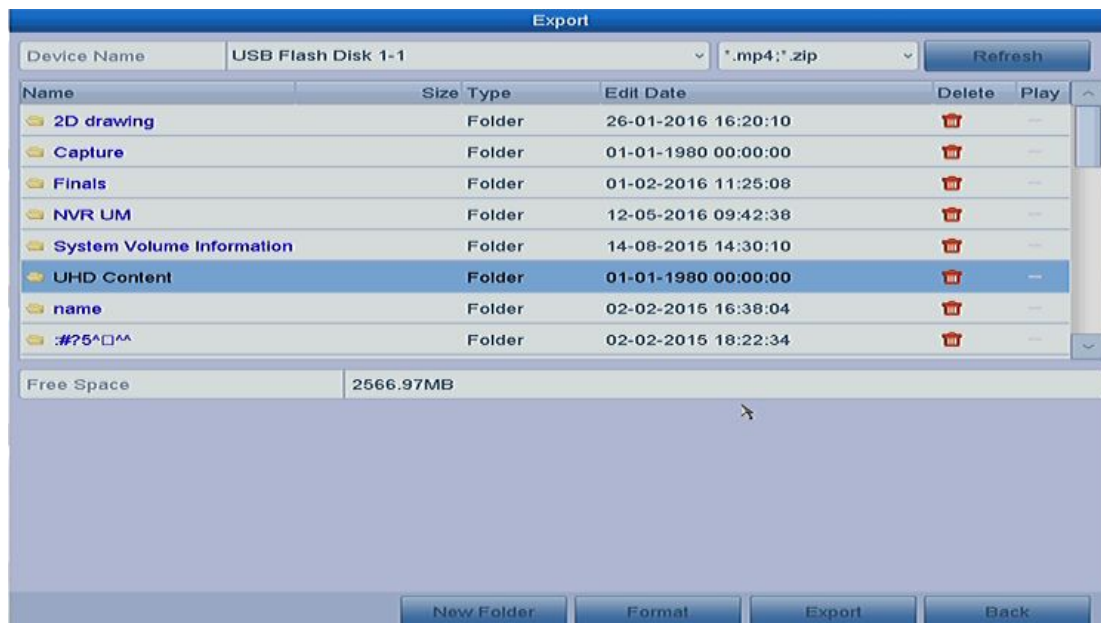 Export
Device Name USB Flash Disk 1-1 *.mp4;*.zip Refresh
Name Size Type Edit Date Delete Play
2D drawing Folder 26-01-2016 16:20:10
Capture Folder 01-01-1980 00:00:00
Finals Folder 01-02-2016 11:25:08
NVR UM Folder 12-05-2016 09:42:38
System Volume Information Folder 14-08-2015 14:30:10
UHD Content Folder 01-01-1980 00:00:00
name Folder 02-02-2015 16:38:04
:#?5^□^^ Folder 02-02-2015 18:22:34
Free Space 2566.97MB
New Folder Format Export Back